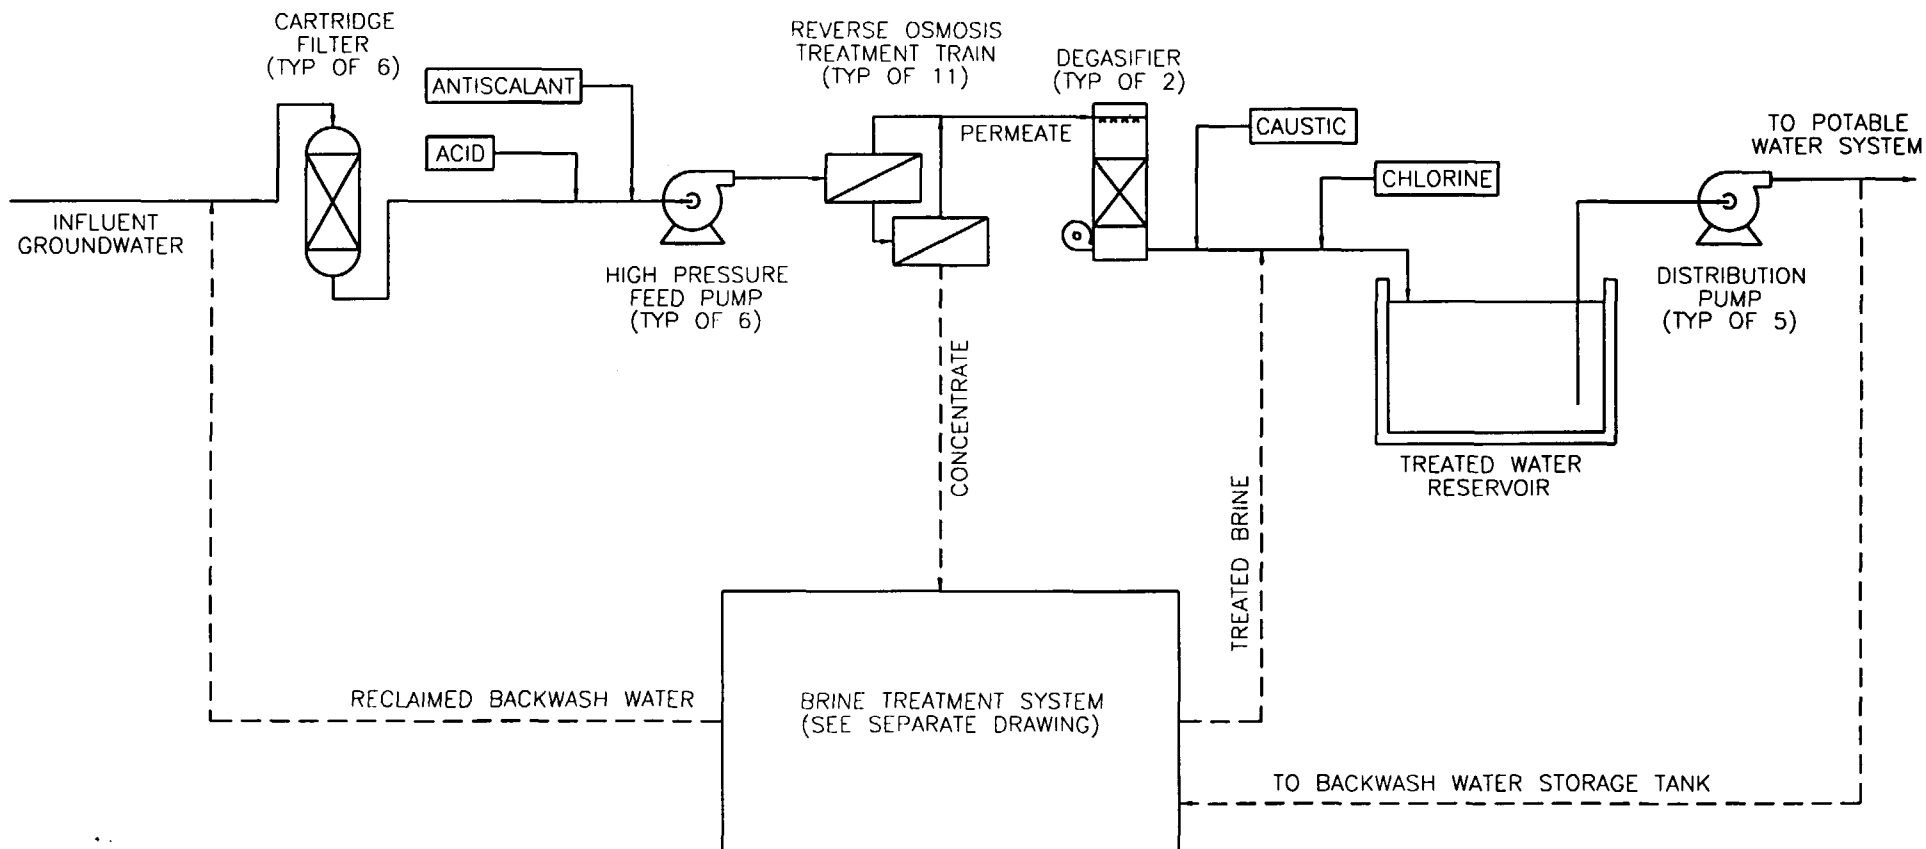 CARTRIDGE
FILTER
(TYP OF 6)
ANTISCALANT
ACID
INFLUENT
GROUNDWATER
HIGH PRESSURE
FEED PUMP
(TYP OF 6)
REVERSE OSMOSIS
TREATMENT TRAIN
(TYP OF 11)
PERMEATE
DEGASIFIER
(TYP OF 2)
CAUSTIC
CHLORINE
TO POTABLE
WATER SYSTEM
DISTRIBUTION
PUMP
(TYP OF 5)
TREATED WATER
RESERVOIR
CONCENTRATE
TREATED BRINE
RECLAIMED BACKWASH WATER
BRINE TREATMENT SYSTEM
(SEE SEPARATE DRAWING)
TO BACKWASH WATER STORAGE TANK